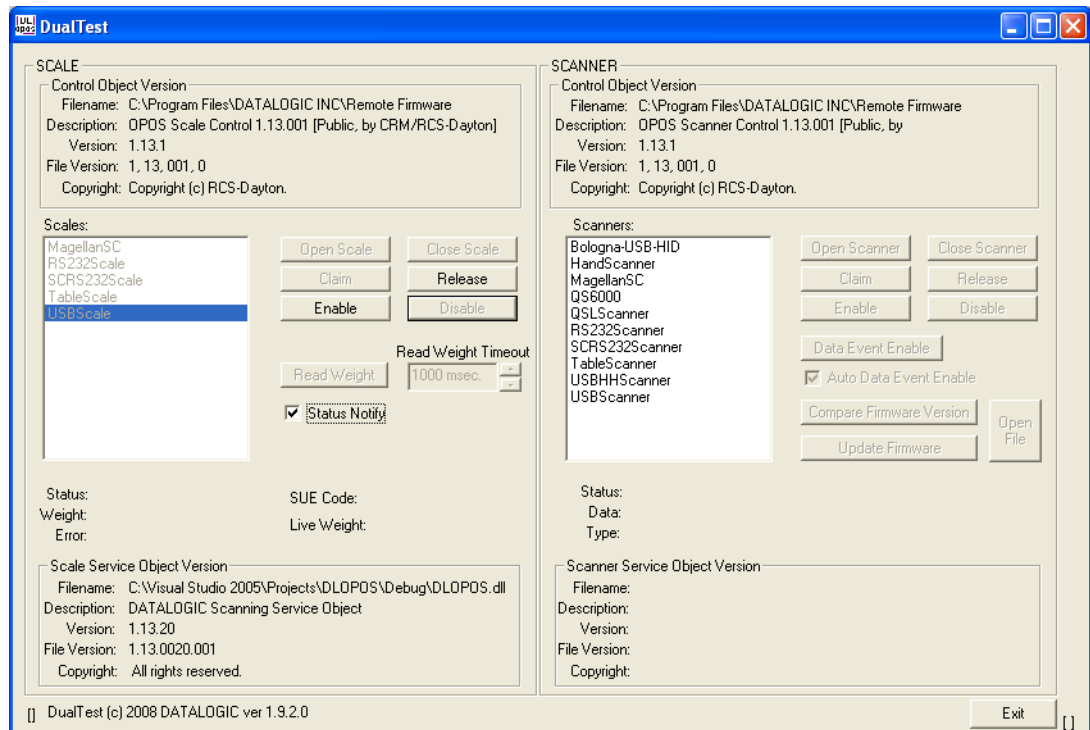 UL
opos
DualTest
SCALE
Control Object Version
Filename: C:\Program Files\DATALOGIC INC\Remote Firmware
Description: OPOS Scale Control 1.13.001 [Public, by CRM/RCS-Dayton]
Version: 1.13.1
File Version: 1, 13, 001, 0
Copyright: Copyright (c) RCS-Dayton.
Scales:
MagellanSC
RS232Scale
SCRS232Scale
TableScale
USBScale
Open Scale
Close Scale
Claim
Release
Enable
Disable
Read Weight Timeout
Read Weight
1000 msec.
Status Notify
Status:
Weight:
Error:
SUE Code:
Live Weight:
Scale Service Object Version
Filename: C:\Visual Studio 2005\Projects\DLOPOS\Debug\DLOPOS.dll
Description: DATALOGIC Scanning Service Object
Version: 1.13.20
File Version: 1.13.0020.001
Copyright: All rights reserved.
SCANNER
Control Object Version
Filename: C:\Program Files\DATALOGIC INC\Remote Firmware
Description: OPOS Scanner Control 1.13.001 [Public, by
Version: 1.13.1
File Version: 1, 13, 001, 0
Copyright: Copyright (c) RCS-Dayton.
Scanners:
Bologna-USB-HID
HandScanner
MagellanSC
QS6000
QSLScanner
RS232Scanner
SCRS232Scanner
TableScanner
USBHHScanner
USBScanner
Open Scanner
Close Scanner
Claim
Release
Enable
Disable
Data Event Enable
Auto Data Event Enable
Compare Firmware Version
Update Firmware
Open
File
Status:
Data:
Type:
Scanner Service Object Version
Filename:
Description:
Version:
File Version:
Copyright:
[] DualTest (c) 2008 DATALOGIC ver 1.9.2.0
Exit
[ ]